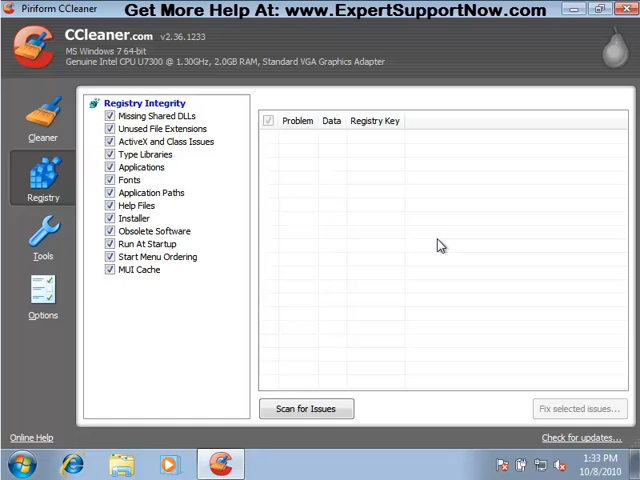 Piriform CCleaner
Get More Help At: www.ExpertSupportNow.com
CCleaner.com v2.36.1233
MS Windows 7 64-bit
Genuine Intel CPU U7300 @ 1.30GHz, 2.0GB RAM, Standard VGA Graphics Adapter
Cleaner
Registry
Tools
Options
Registry Integrity
Missing Shared DLLs
Unused File Extensions
ActiveX and Class Issues
Type Libraries
Applications
Fonts
Application Paths
Help Files
Installer
Obsolete Software
Run At Startup
Start Menu Ordering
MUI Cache
Problem Data Registry Key
Scan for Issues
Fix selected issues...
Online Help
Check for updates...
1:33 PM
10/8/2010